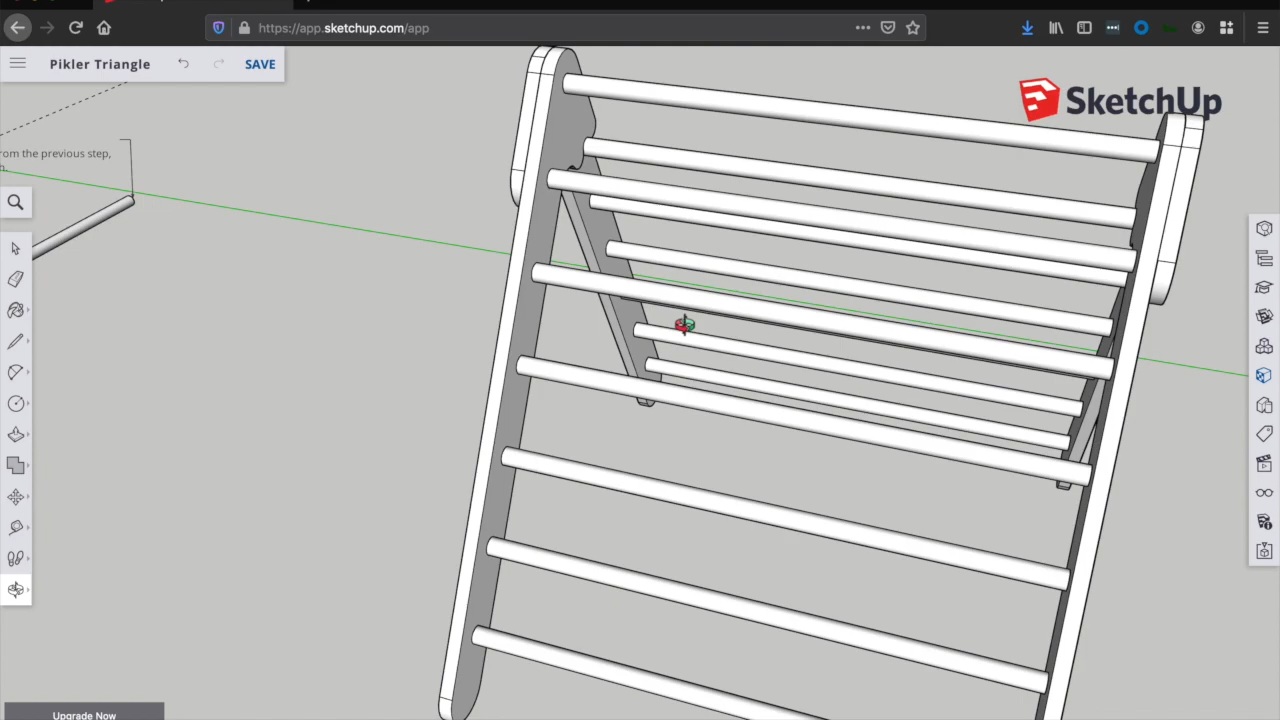 https://app.sketchup.com/app
Pikler Triangle
SAVE
SketchUp
rom the previous step,
Upgrade Now